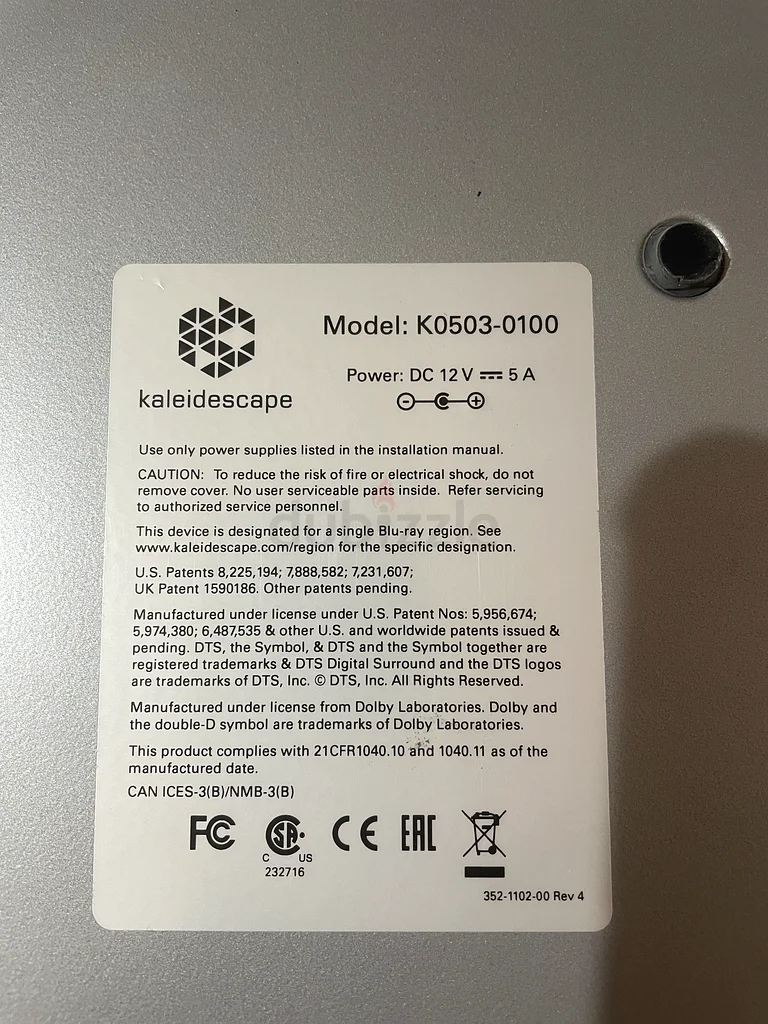 kaleidescape
Model: K0503-0100
Power: DC 12 V 5 A
Use only power supplies listed in the installation manual.
CAUTION: To reduce the risk of fire or electrical shock, do not
remove cover. No user serviceable parts inside. Refer servicing
to authorized service personnel.
dubizzle
This device is designated for a single Blu-ray region. See
www.kaleidescape.com/region for the specific designation.
U.S. Patents 8,225,194; 7,888,582; 7,231,607;
UK Patent 1590186. Other patents pending.
Manufactured under license under U.S. Patent Nos: 5,956,674;
5,974,380; 6,487,535 & other U.S. and worldwide patents issued &
pending. DTS, the Symbol, & DTS and the Symbol together are
registered trademarks & DTS Digital Surround and the DTS logos
are trademarks of DTS, Inc. © DTS, Inc. All Rights Reserved.
Manufactured under license from Dolby Laboratories. Dolby and
the double-D symbol are trademarks of Dolby Laboratories.
This product complies with 21CFR1040.10 and 1040.11 as of the
manufactured date.
CAN ICES-3(B)/NMB-3(B)
FC SA CE EAC
C US
232716
352-1102-00 Rev 4